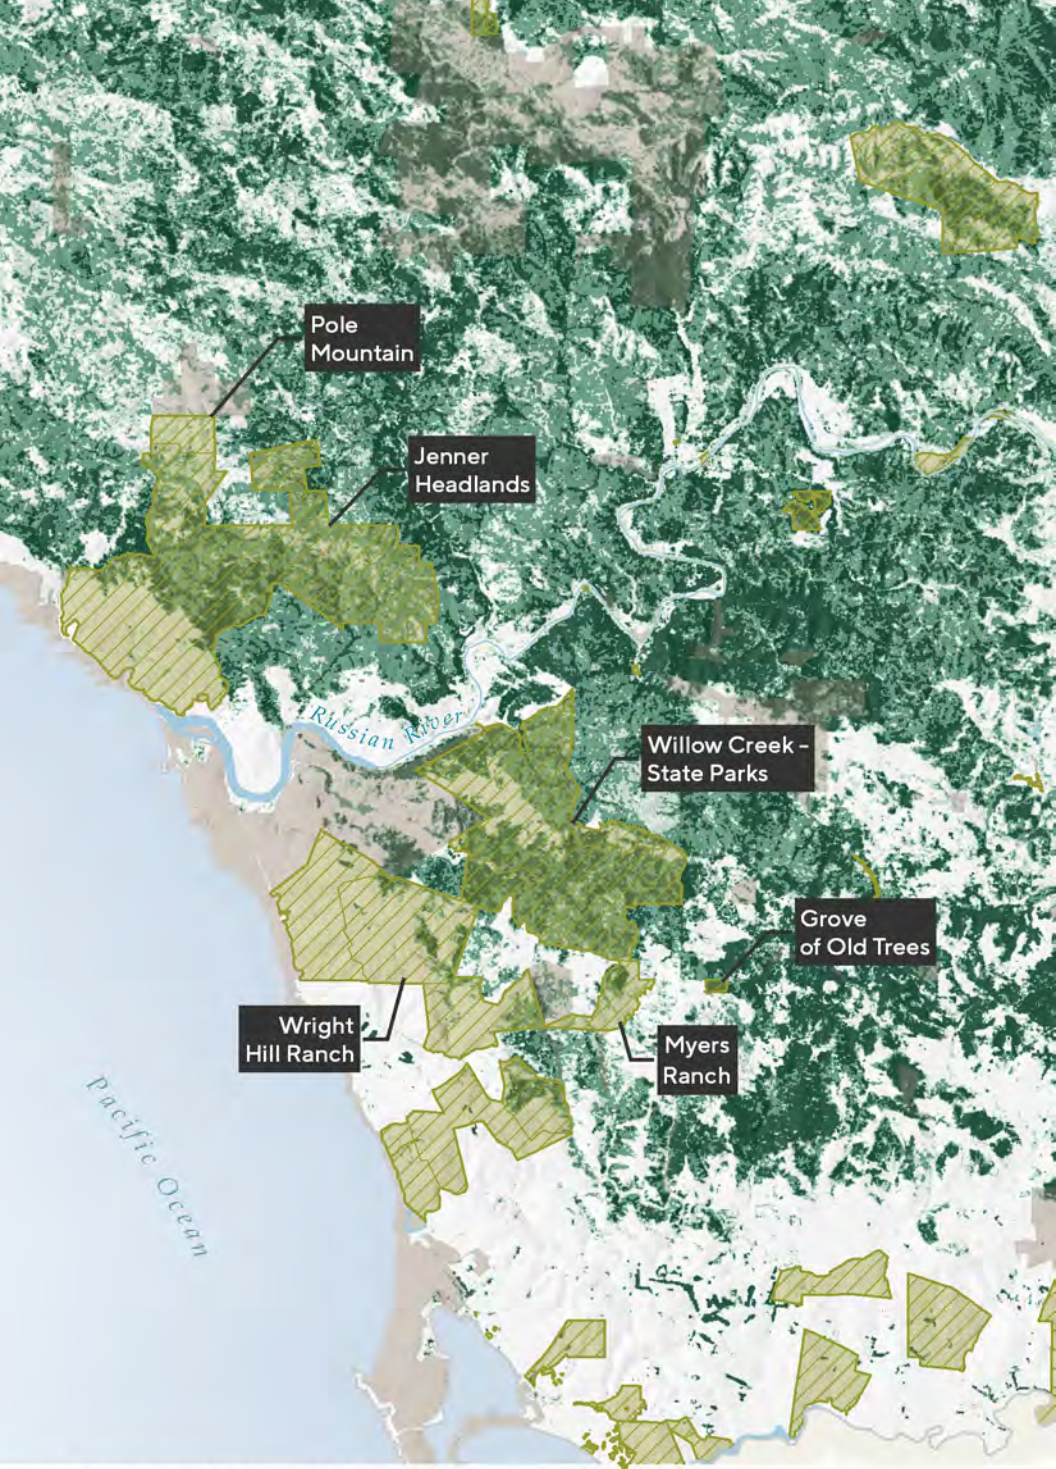 Pole
Mountain
Jenner
Headlands
Russian River
Willow Creek –
State Parks
Grove
of Old Trees
Wright
Hill Ranch
Myers
Ranch
Pacific Ocean